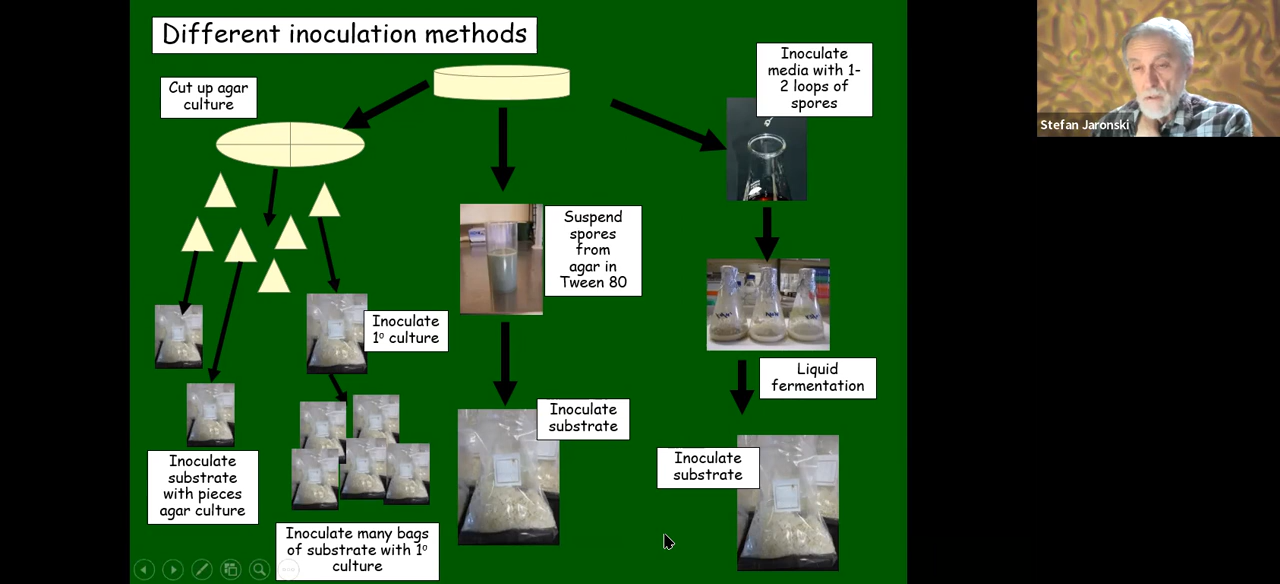 Different inoculation methods
Cut up agar
culture
Inoculate
media with 1-
2 loops of
spores
Stefan Jaronski
Suspend
spores
from
agar in
Tween 80
Inoculate
1º culture
Liquid
fermentation
Inoculate
substrate
Inoculate
substrate
Inoculate
substrate
with pieces
agar culture
Inoculate many bags
of substrate with 1º
culture